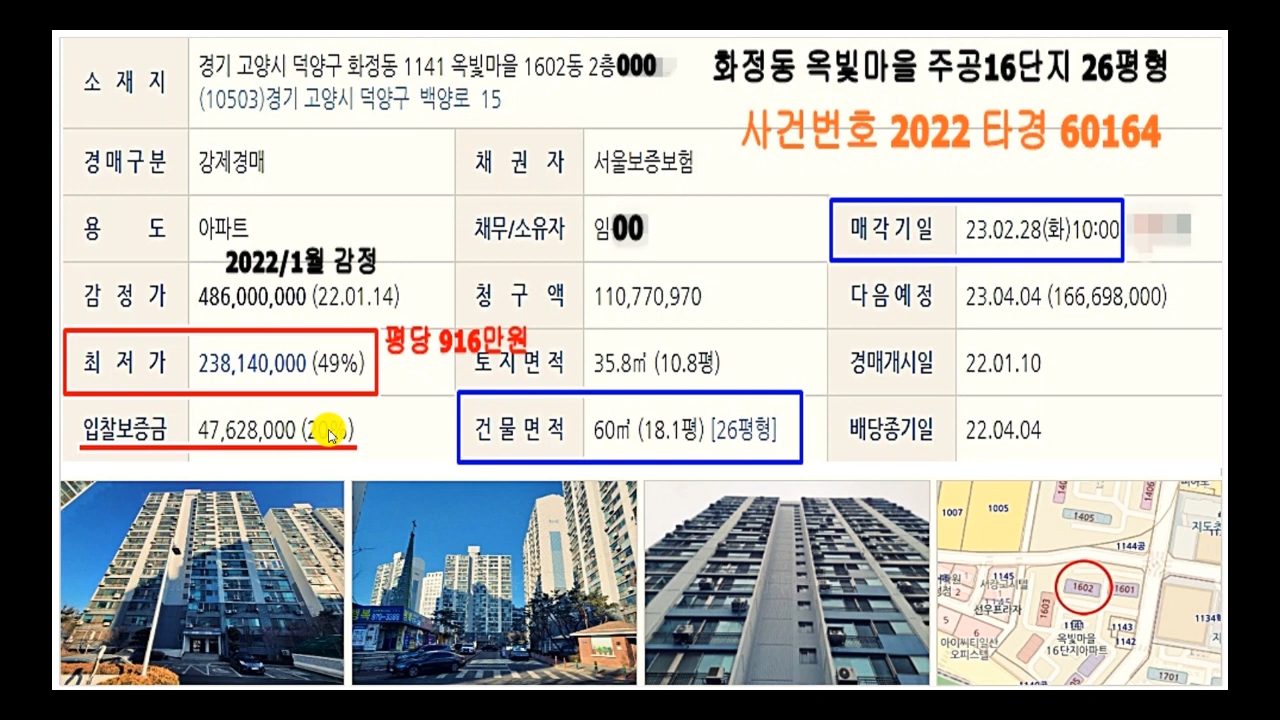 소재지 경기 고양시 덕양구 화정동 1141 옥빛마을 1602동 2층000
(10503)경기 고양시 덕양구 백양로 15
화정동 옥빛마을 주공16단지 26평형
사건번호 2022 타경 60164
경매구분 강제경매 채권자 서울보증보험
용도 아파트 채무/소유자 임00 매각기일 23.02.28(화)10:00
2022/1월 감정
감정가 486,000,000 (22.01.14) 청구액 110,770,970 다음예정 23.04.04 (166,698,000)
평당 916만원
최저가 238,140,000 (49%) 토지면적 35.8㎡ (10.8평) 경매개시일 22.01.10
입찰보증금 47,628,000 (20%) 건물면적 60㎡ (18.1평) [26평형] 배당종기일 22.04.04
1007
1005
1405
1406
1144공
1145
선우프라자
1602
1601
1603
1143
1142
옥빛마을
16단지아파트
5
6
2
아이씨티일산
오피스텔
1701